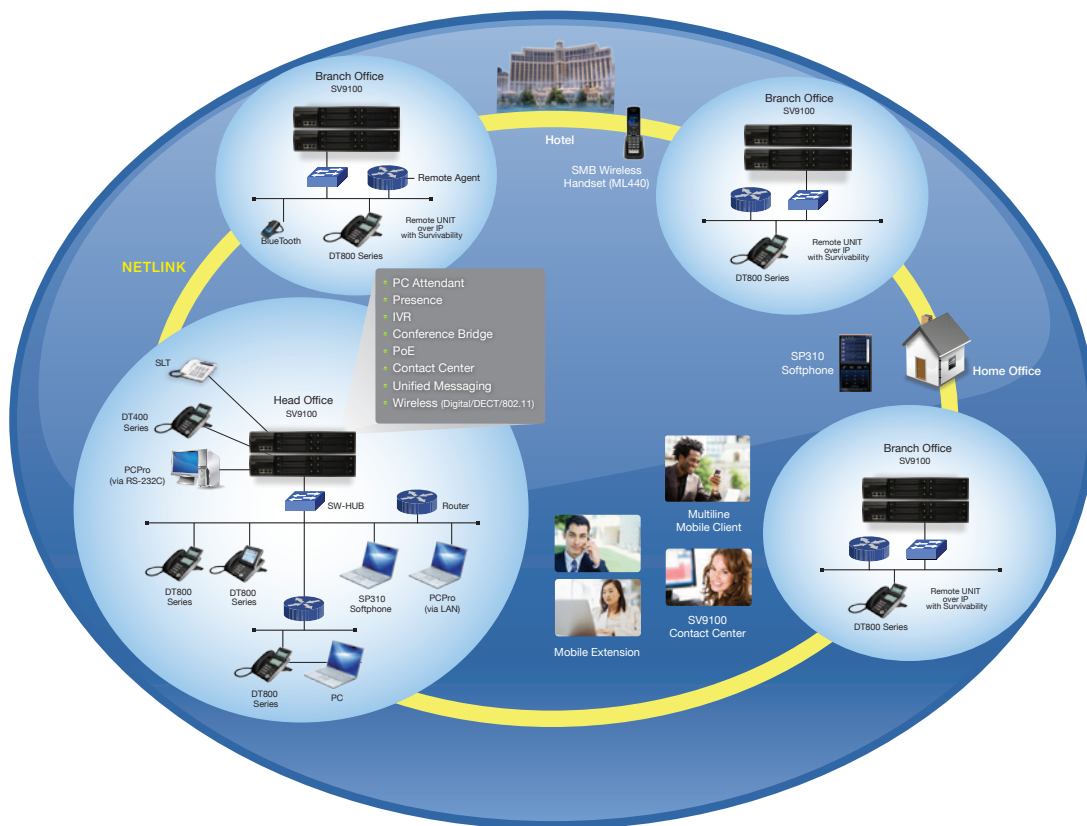 Branch Office
SV9100
Remote Agent
BlueTooth
DT800 Series
Remote UNIT
over IP
with Survivability
Hotel
SMB Wireless
Handset (ML440)
Branch Office
SV9100
Remote UNIT
over IP
with Survivability
DT800 Series
NETLINK
PC Attendant
Presence
IVR
Conference Bridge
PoE
Contact Center
Unified Messaging
Wireless (Digital/DECT/802.11)
SP310
Softphone
Home Office
SLT
DT400
Series
PCPro
(via RS-232C)
Head Office
SV9100
SW-HUB
Router
DT800
Series
DT800
Series
SP310
Softphone
PCPro
(via LAN)
DT800
Series
PC
Multiline
Mobile Client
Mobile Extension
SV9100
Contact Center
Branch Office
SV9100
Remote UNIT
over IP
with Survivability
DT800 Series